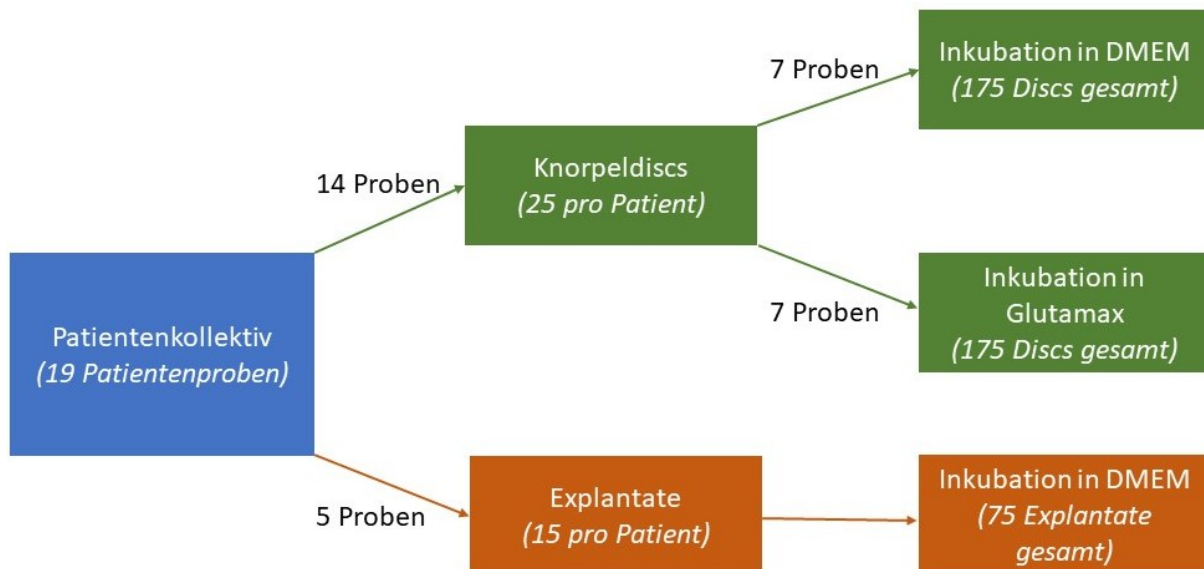 Patientenkollektiv
(19 Patientenproben)
14 Proben
Knorpeldiscs
(25 pro Patient)
7 Proben
Inkubation in DMEM
(175 Discs gesamt)
7 Proben
Inkubation in
Glutamax
(175 Discs gesamt)
5 Proben
Explantate
(15 pro Patient)
Inkubation in DMEM
(75 Explantate
gesamt)